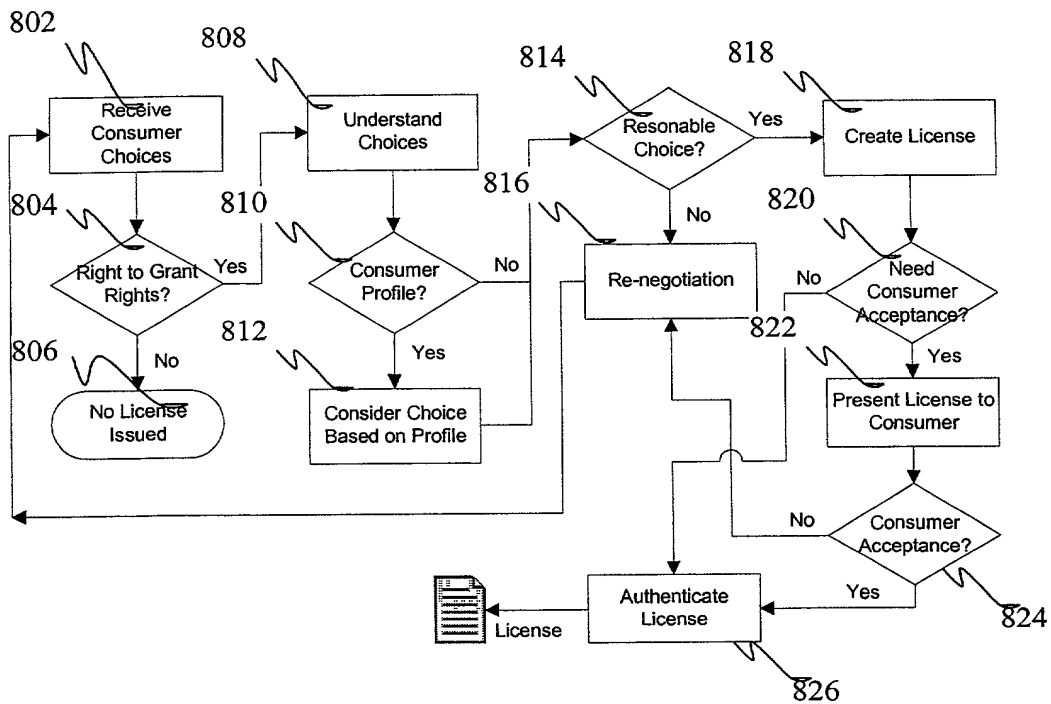 802
Receive
Consumer
Choices
804
Right to Grant
Rights?
Yes
806
No
No License
Issued
808
Understand
Choices
810
Consumer
Profile?
No
812
Yes
Consider Choice
Based on Profile
814
Resonable
Choice?
Yes
816
No
Re-negotiation
818
Create License
820
Need
Consumer
Acceptance?
No
822
Yes
Present License to
Consumer
Consumer
Acceptance?
No
Yes
824
Authenticate
License
License
826